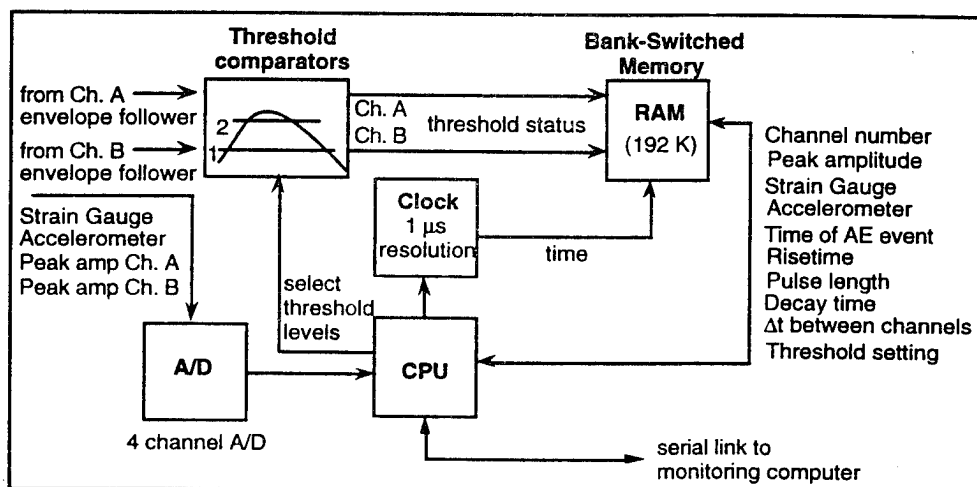 Threshold
comparators
Bank-Switched
Memory
from Ch. A
envelope follower
from Ch. B
envelope follower
2
1
Ch. A
Ch. B
threshold status
RAM
(192 K)
Strain Gauge
Accelerometer
Peak amp Ch. A
Peak amp Ch. B
Clock
1 µs
resolution
time
select
threshold
levels
A/D
4 channel A/D
CPU
Channel number
Peak amplitude
Strain Gauge
Accelerometer
Time of AE event
Risetime
Pulse length
Decay time
Δt between channels
Threshold setting
serial link to
monitoring computer